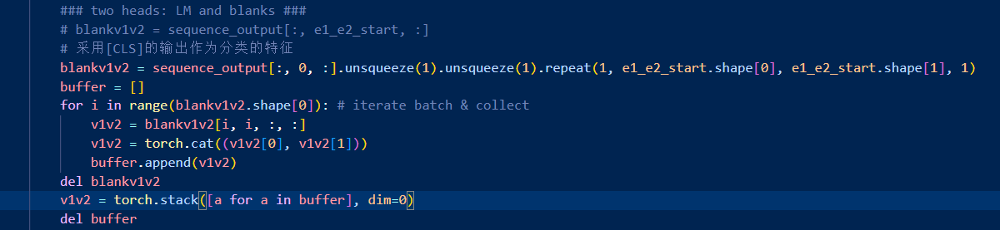 ### two heads: LM and blanks ###
# blankv1v2 = sequence_output[:, e1_e2_start, :]
# 采用[CLS]的输出作为分类的特征
blankv1v2 = sequence_output[:, 0, :].unsqueeze(1).unsqueeze(1).repeat(1, e1_e2_start.shape[0], e1_e2_start.shape[1], 1)
buffer = []
for i in range(blankv1v2.shape[0]): # iterate batch & collect
    v1v2 = blankv1v2[i, i, :, :]
    v1v2 = torch.cat((v1v2[0], v1v2[1]))
    buffer.append(v1v2)
del blankv1v2
v1v2 = torch.stack([a for a in buffer], dim=0)
del buffer